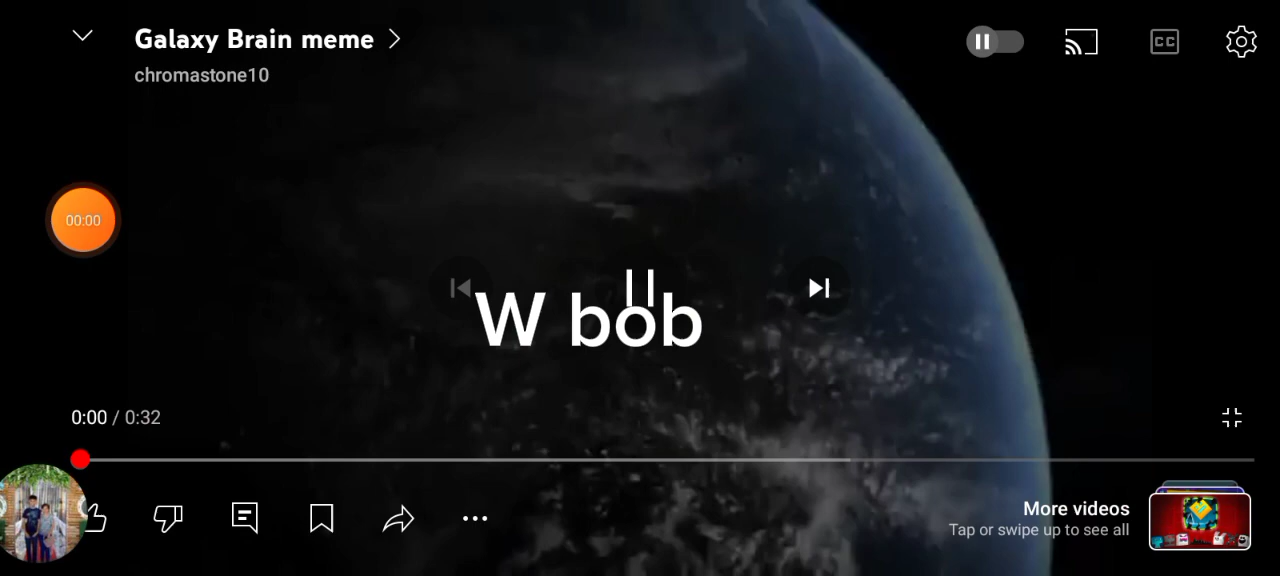 Galaxy Brain meme
chromastone10
CC
00:00
W bob
0:00 / 0:32
More videos
Tap or swipe up to see all